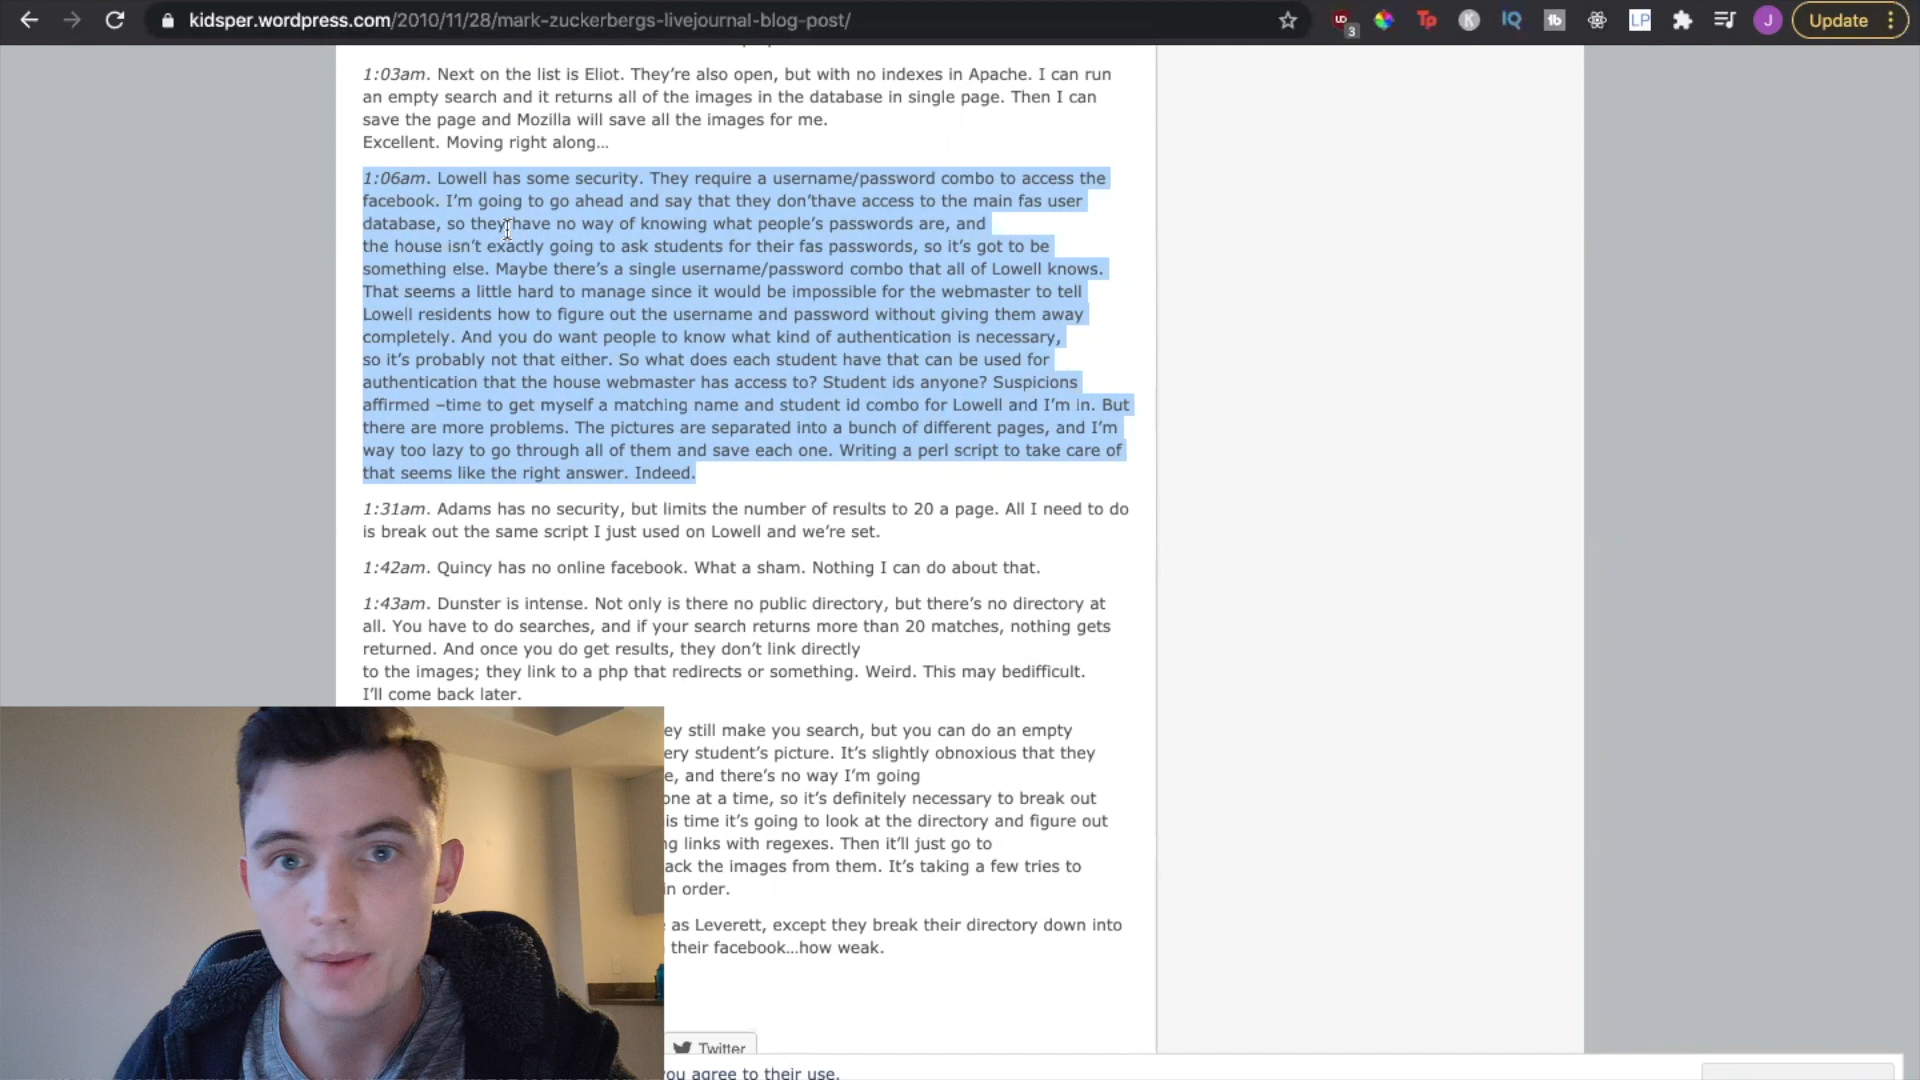 kidsper.wordpress.com/2010/11/28/mark-zuckerbergs-livejournal-blog-post/
3
Tp
K
IQ
tb
LP
J
Update
1:03am. Next on the list is Eliot. They’re also open, but with no indexes in Apache. I can run
an empty search and it returns all of the images in the database in single page. Then I can
save the page and Mozilla will save all the images for me.
Excellent. Moving right along…
1:06am. Lowell has some security. They require a username/password combo to access the
facebook. I’m going to go ahead and say that they don’thave access to the main fas user
database, so they have no way of knowing what people’s passwords are, and
the house isn’t exactly going to ask students for their fas passwords, so it’s got to be
something else. Maybe there’s a single username/password combo that all of Lowell knows.
That seems a little hard to manage since it would be impossible for the webmaster to tell
Lowell residents how to figure out the username and password without giving them away
completely. And you do want people to know what kind of authentication is necessary,
so it’s probably not that either. So what does each student have that can be used for
authentication that the house webmaster has access to? Student ids anyone? Suspicions
affirmed –time to get myself a matching name and student id combo for Lowell and I’m in. But
there are more problems. The pictures are separated into a bunch of different pages, and I’m
way too lazy to go through all of them and save each one. Writing a perl script to take care of
that seems like the right answer. Indeed.
1:31am. Adams has no security, but limits the number of results to 20 a page. All I need to do
is break out the same script I just used on Lowell and we’re set.
1:42am. Quincy has no online facebook. What a sham. Nothing I can do about that.
1:43am. Dunster is intense. Not only is there no public directory, but there’s no directory at
all. You have to do searches, and if your search returns more than 20 matches, nothing gets
returned. And once you do get results, they don’t link directly
to the images; they link to a php that redirects or something. Weird. This may bedifficult.
I’ll come back later.
ey still make you search, but you can do an empty
ery student’s picture. It’s slightly obnoxious that they
e, and there’s no way I’m going
one at a time, so it’s definitely necessary to break out
is time it’s going to look at the directory and figure out
ng links with regexes. Then it’ll just go to
ack the images from them. It’s taking a few tries to
in order.
as Leverett, except they break their directory down into
their facebook…how weak.
Twitter
you agree to their use.